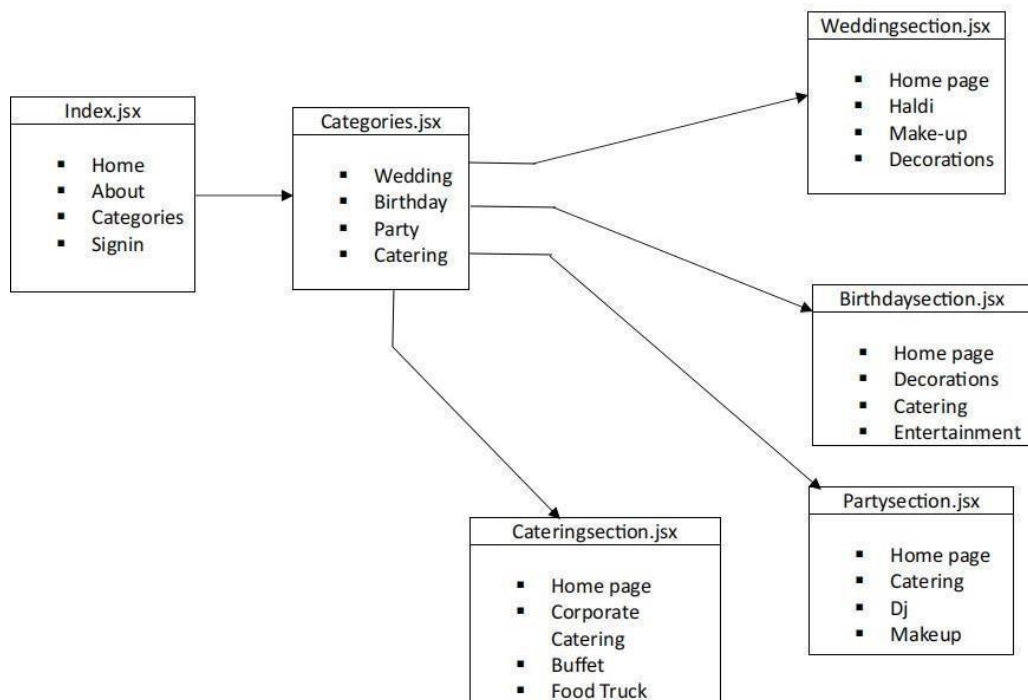 Index.jsx
Home
About
Categories
Signin
Categories.jsx
Wedding
Birthday
Party
Catering
Weddingsection.jsx
Home page
Haldi
Make-up
Decorations
Birthdaysection.jsx
Home page
Decorations
Catering
Entertainment
Partysection.jsx
Home page
Catering
Dj
Makeup
Cateringsection.jsx
Home page
Corporate
Catering
Buffet
Food Truck